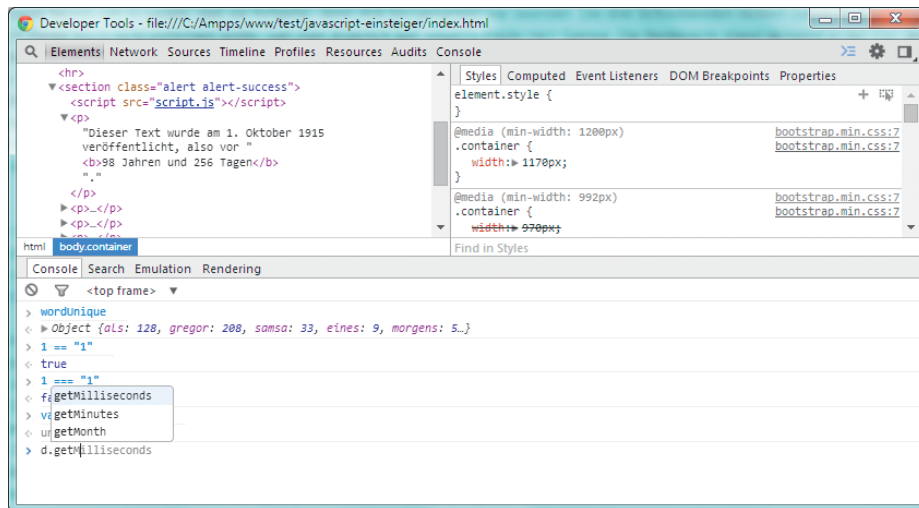 Developer Tools - file:///C:/Ampps/www/test/javascript-einsteiger/index.html
Elements Network Sources Timeline Profiles Resources Audits Console
<hr>
▼<section class="alert alert-success">
<script src="script.js"></script>
▼<p>
"Dieser Text wurde am 1. Oktober 1915
veröffentlicht, also vor "
<b>98 Jahren und 256 Tagen</b>
"."
</p>
▶<p>…</p>
▶<p>…</p>
html body.container
Styles Computed Event Listeners DOM Breakpoints Properties
element.style {
}
@media (min-width: 1200px) bootstrap.min.css:7
.container { bootstrap.min.css:7
width:▶ 1170px;
}
@media (min-width: 992px) bootstrap.min.css:7
.container { bootstrap.min.css:7
width:▶ 970px;
Find in Styles
Console Search Emulation Rendering
<top frame> ▼
> wordUnique
< ▶ Object {als: 128, gregor: 208, samsa: 33, eines: 9, morgens: 5…}
> 1 == "1"
< true
> 1 === "1"
< fa
getMilliseconds
> va
getMinutes
< un
getMonth
> d.getMilliseconds